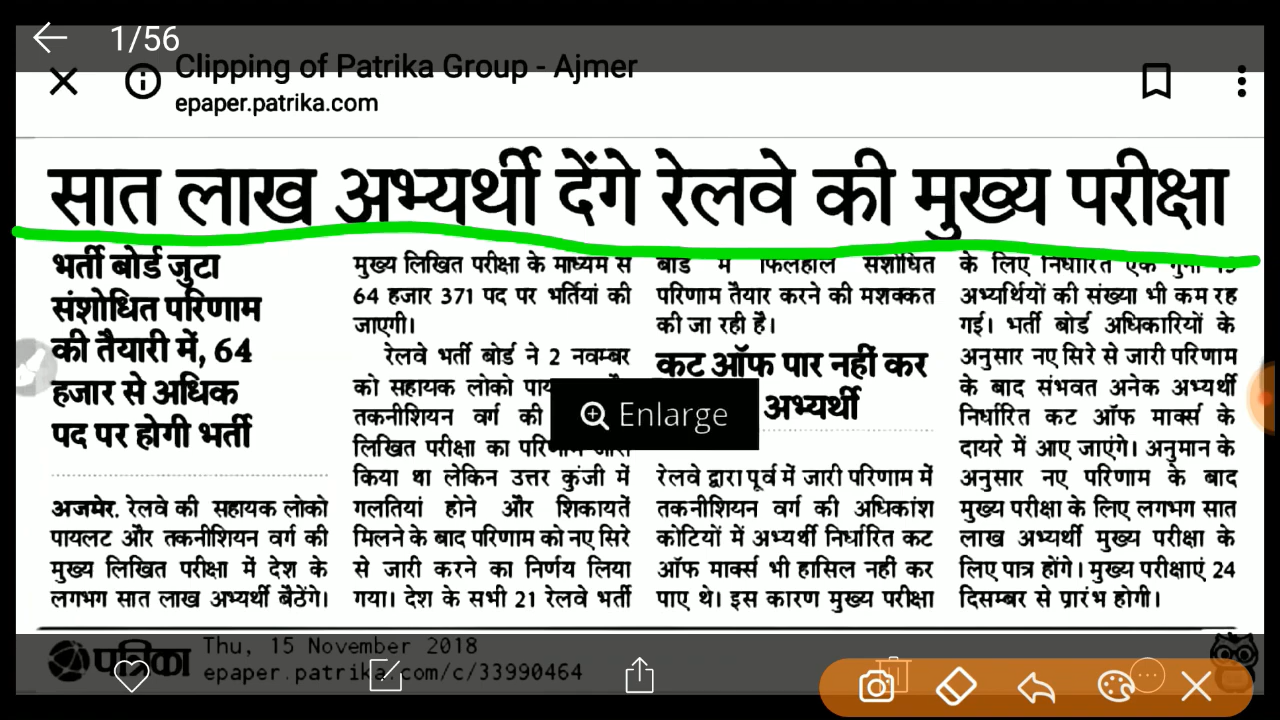 1/56
Clipping of Patrika Group - Ajmer
epaper.patrika.com
सात लाख अभ्यर्थी देंगे रेलवे की मुख्य परीक्षा
भर्ती बोर्ड जुटा
संशोधित परिणाम
की तैयारी में, 64
हजार से अधिक
पद पर होगी भर्ती
अजमेर. रेलवे की सहायक लोको
पायलट और तकनीशियन वर्ग की
मुख्य लिखित परीक्षा में देश के
लगभग सात लाख अभ्यर्थी बैठेंगे।
मुख्य लिखित परीक्षा के माध्यम से
64 हजार 371 पद पर भर्तियां की
जाएगी।
रेलवे भर्ती बोर्ड ने 2 नवम्बर
को सहायक लोको
तकनीशियन वर्ग की
लिखित परीक्षा का
किया था लेकिन उत्तर कुंजी में
गलतियां होने और शिकायतें
मिलने के बाद परिणाम को नए सिरे
से जारी करने का निर्णय लिया
गया। देश के सभी 21 रेलवे भर्ती
बोर्ड में फिलहाल संशोधित
परिणाम तैयार करने की मशक्कत
की जा रही है।
कट ऑफ पार नहीं कर
अभ्यर्थी
Enlarge
रेलवे द्वारा पूर्व में जारी परिणाम में
तकनीशियन वर्ग की अधिकांश
कोटियों में अभ्यर्थी निर्धारित कट
ऑफ मार्क्स भी हासिल नहीं कर
पाए थे। इस कारण मुख्य परीक्षा
के लिए निर्धारित एक गुणा 15
अभ्यर्थियों की संख्या भी कम रह
गई। भर्ती बोर्ड अधिकारियों के
अनुसार नए सिरे से जारी परिणाम
के बाद संभवत अनेक अभ्यर्थी
निर्धारित कट ऑफ मार्क्स के
दायरे में आए जाएंगे। अनुमान के
अनुसार नए परिणाम के बाद
मुख्य परीक्षा के लिए लगभग सात
लाख अभ्यर्थी मुख्य परीक्षा के
लिए पात्र होंगे। मुख्य परीक्षाएं 24
दिसम्बर से प्रारंभ होगी।
पत्रिका
Thu, 15 November 2018
epaper.patrika.com/c/33990464